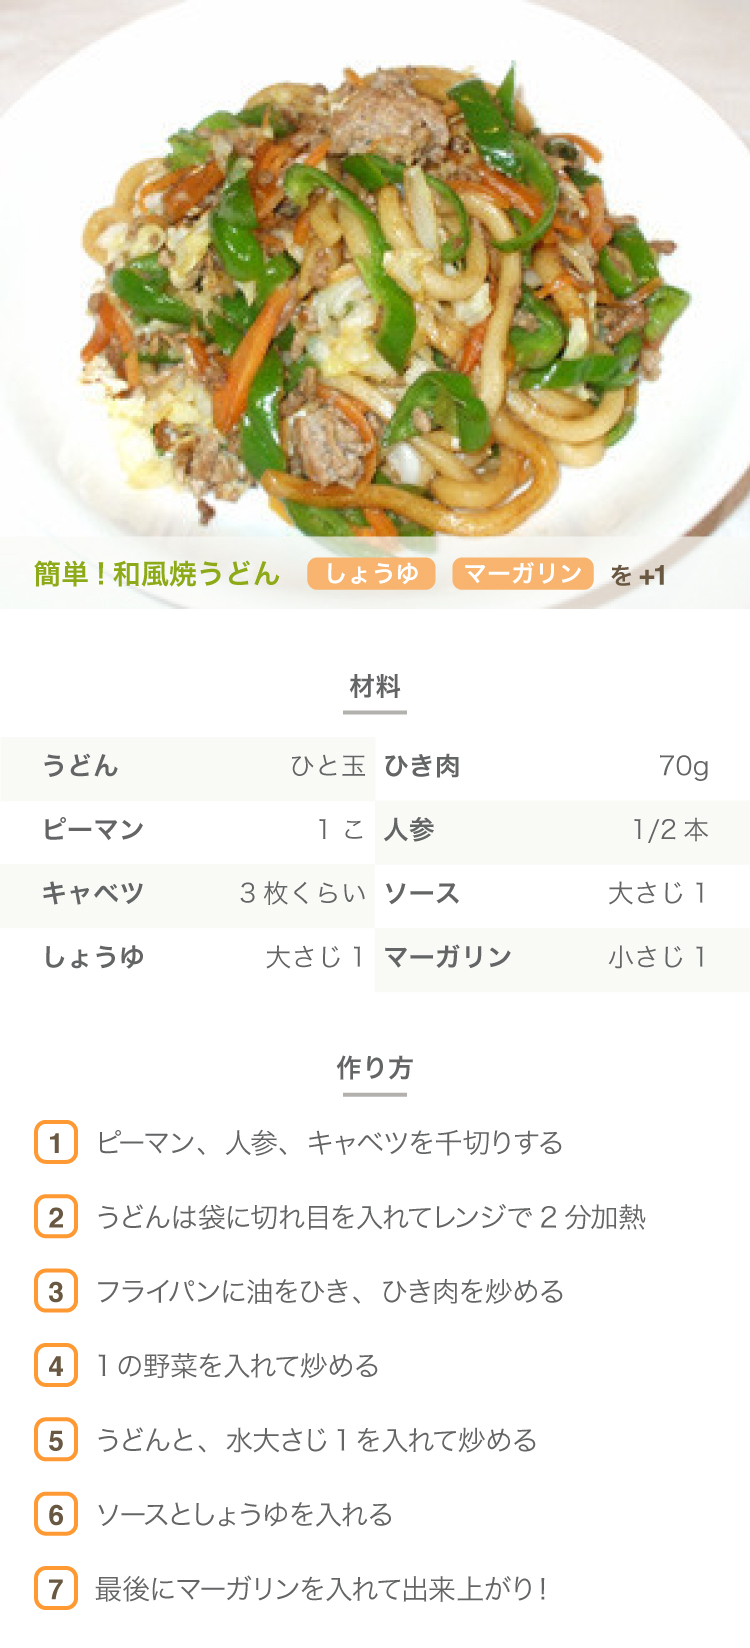 簡単！和風焼うどん しょうゆ マーガリン を +1
材料
うどん ひと玉 ひき肉 70g
ピーマン 1 こ 人参 1/2 本
キャベツ 3 枚くらい ソース 大さじ 1
しょうゆ 大さじ 1 マーガリン 小さじ 1
作り方
1 ピーマン、人参、キャベツを千切りする
2 うどんは袋に切れ目を入れてレンジで 2 分加熱
3 フライパンに油をひき、ひき肉を炒める
4 1 の野菜を入れて炒める
5 うどんと、水大さじ 1 を入れて炒める
6 ソースとしょうゆを入れる
7 最後にマーガリンを入れて出来上がり！